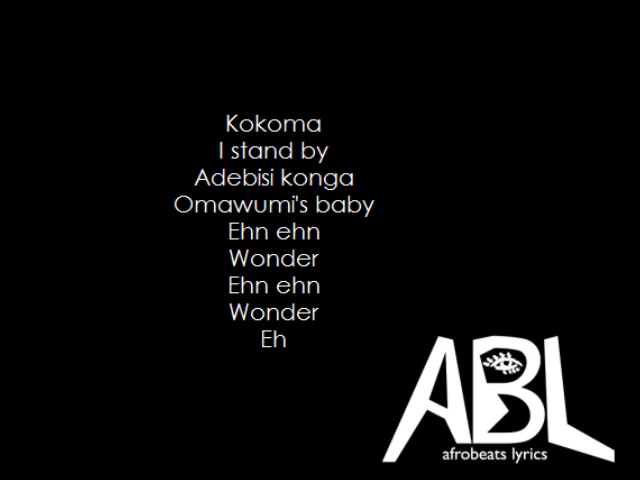 Kokoma
I stand by
Adebisi konga
Omawumi's baby
Ehn ehn
Wonder
Ehn ehn
Wonder
Eh
ABL
afrobeats lyrics